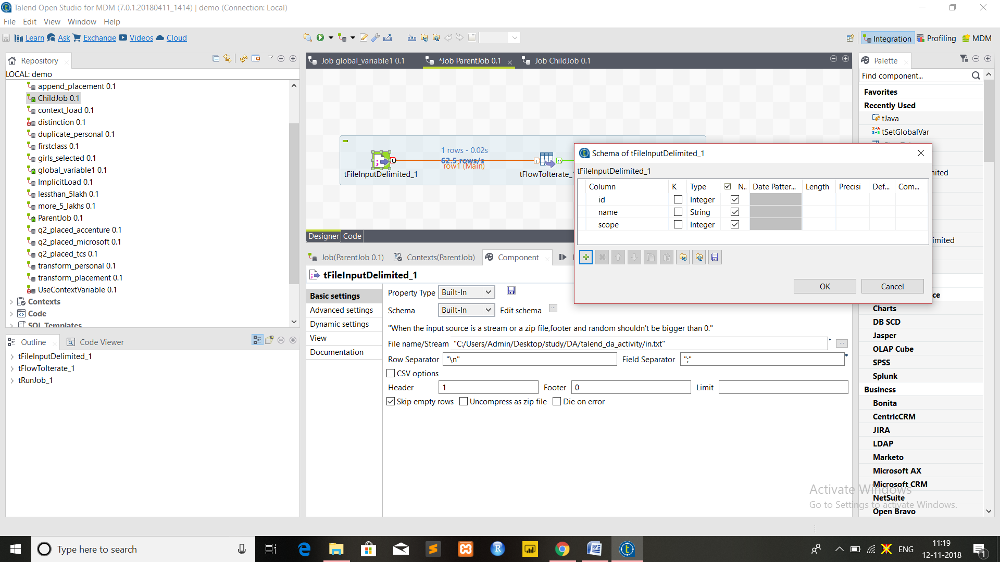 Talend Open Studio for MDM (7.0.1.20180411_1414) | demo (Connection: Local)
File Edit View Window Help
Learn Ask Exchange Videos Cloud
Integration Profiling MDM
Repository
LOCAL: demo
append_placement 0.1
ChildJob 0.1
context_load 0.1
distinction 0.1
duplicate_personal 0.1
firstclass 0.1
girls_selected 0.1
global_variable1 0.1
ImplicitLoad 0.1
lessthan_5lakh 0.1
more_5_lakhs 0.1
ParentJob 0.1
q2_placed_accenture 0.1
q2_placed_microsoft 0.1
q2_placed_tcs 0.1
transform_personal 0.1
transform_placement 0.1
UseContextVariable 0.1
Contexts
Code
SQL Templates
Outline Code Viewer
tFileInputDelimited_1
tFlowToIterate_1
tRunJob_1
Job global_variable1 0.1 *Job ParentJob 0.1 Job ChildJob 0.1
1 rows - 0.02s
62.5 rows/s
row1 (Main)
tFileInputDelimited_1 tFlowToIterate_1
Designer Code
Schema of tFileInputDelimited_1
tFileInputDelimited_1
Column K Type N.. Date Patter... Length Precisi Def... Com...
id Integer
name String
scope Integer
OK Cancel
Job(ParentJob 0.1) Contexts(ParentJob) Component
tFileInputDelimited_1
Basic settings
Advanced settings
Dynamic settings
View
Documentation
Property Type Built-In
Schema Built-In Edit schema ...
"When the input source is a stream or a zip file,footer and random shouldn't be bigger than 0."
File name/Stream "C:/Users/Admin/Desktop/study/DA/talend_da_activity/in.txt" * ...
Row Separator "\n" Field Separator ";" *
CSV options
Header 1 Footer 0 Limit
Skip empty rows Uncompress as zip file Die on error
Palette
Find component...
Favorites
Recently Used
tJava
tSetGlobalVar
mited
imited
ce
Charts
DB SCD
Jasper
OLAP Cube
SPSS
Splunk
Business
Bonita
CentricCRM
JIRA
LDAP
Marketo
Microsoft AX
Microsoft CRM
NetSuite
Open Bravo
Activate Windows
Go to Settings to activate Windows.
Type here to search
ENG
11:19
12-11-2018
1